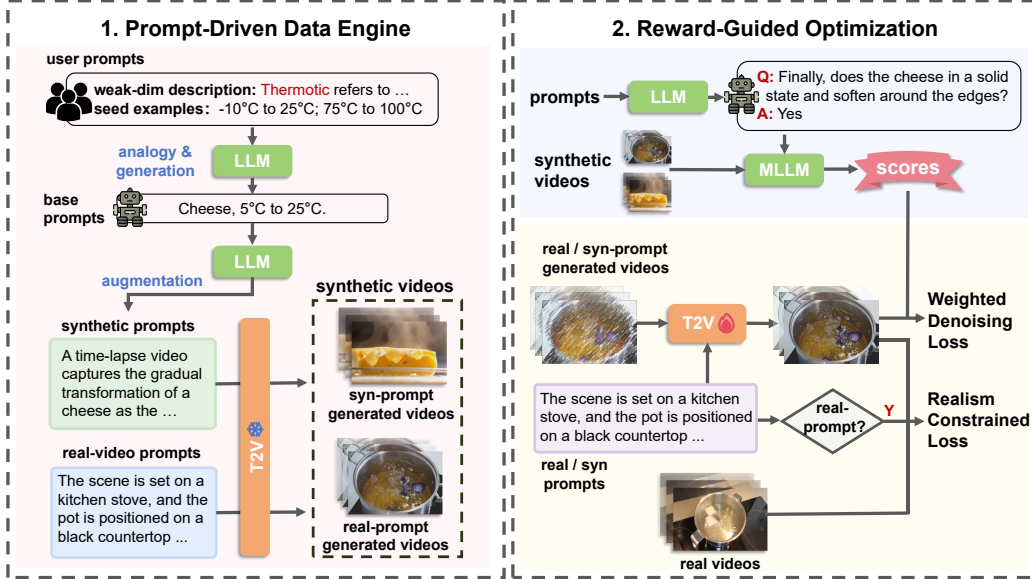 1. Prompt-Driven Data Engine
user prompts
weak-dim description: Thermotic refers to …
seed examples: -10°C to 25°C; 75°C to 100°C
analogy &
generation
LLM
base
prompts
Cheese, 5°C to 25°C.
LLM
augmentation
synthetic prompts
A time-lapse video
captures the gradual
transformation of a
cheese as the …
real-video prompts
The scene is set on a
kitchen stove, and the
pot is positioned on a
black countertop ...
T2V
synthetic videos
syn-prompt
generated videos
real-prompt
generated videos
2. Reward-Guided Optimization
prompts
LLM
Q: Finally, does the cheese in a solid
state and soften around the edges?
A: Yes
synthetic
videos
MLLM
scores
real / syn-prompt
generated videos
T2V
Weighted
Denoising
Loss
The scene is set on a kitchen
stove, and the pot is positioned
on a black countertop ...
real / syn
prompts
real-
prompt?
Y
Realism
Constrained
Loss
real videos